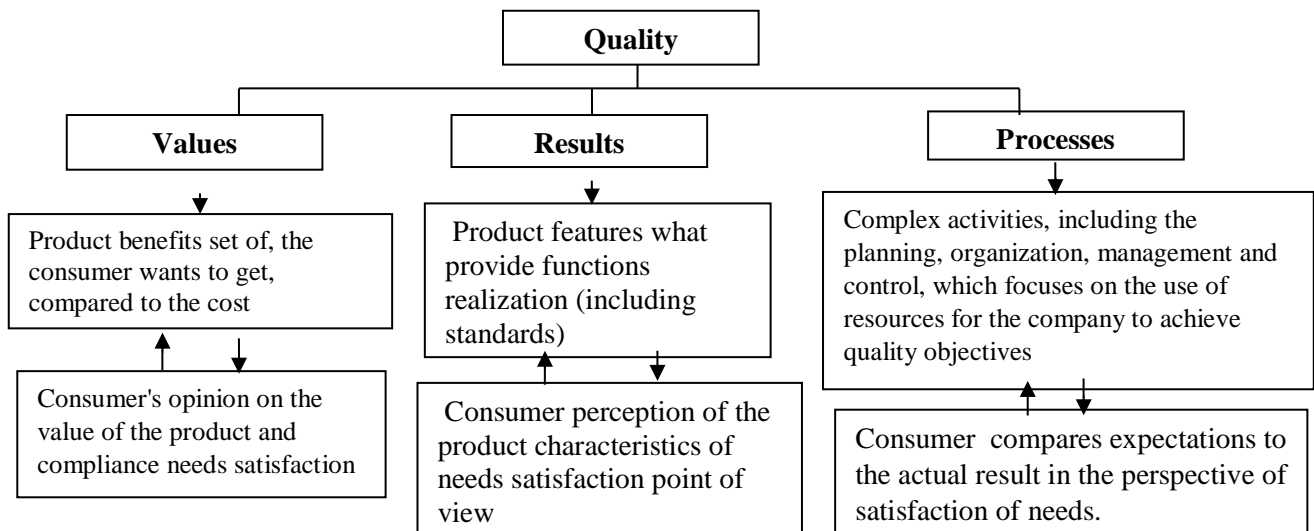 Quality
Values
Results
Processes
Product benefits set of, the
consumer wants to get,
compared to the cost
Consumer's opinion on the
value of the product and
compliance needs satisfaction
Product features what
provide functions
realization (including
standards)
Consumer perception of the
product characteristics of
needs satisfaction point of
view
Complex activities, including the
planning, organization, management and
control, which focuses on the use of
resources for the company to achieve
quality objectives
Consumer compares expectations to
the actual result in the perspective of
satisfaction of needs.